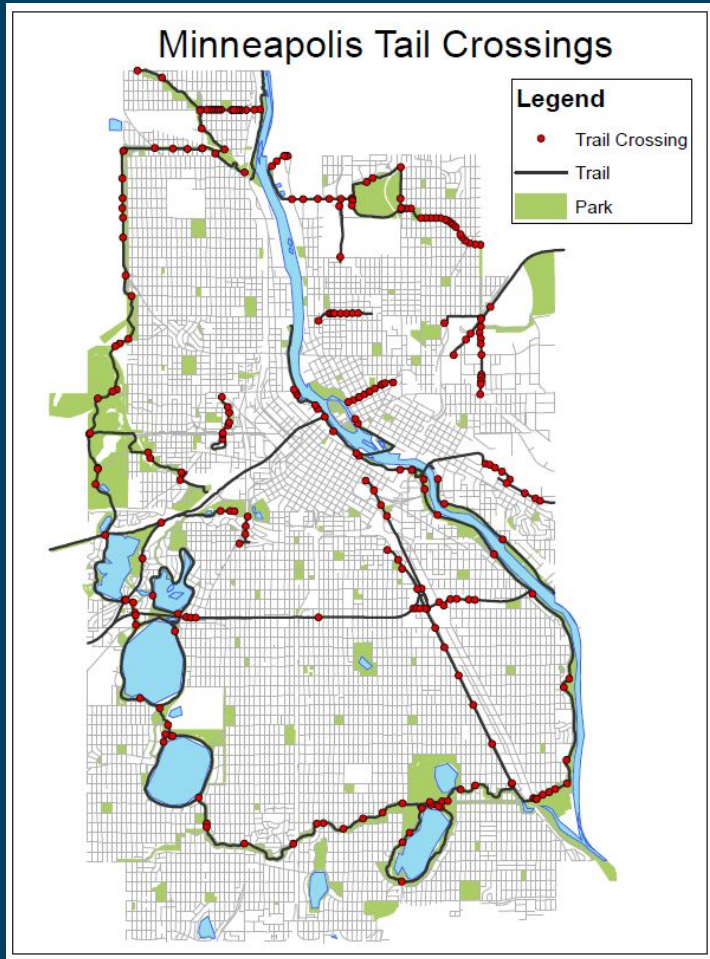 Minneapolis Tail Crossings
Legend
Trail Crossing
Trail
Park